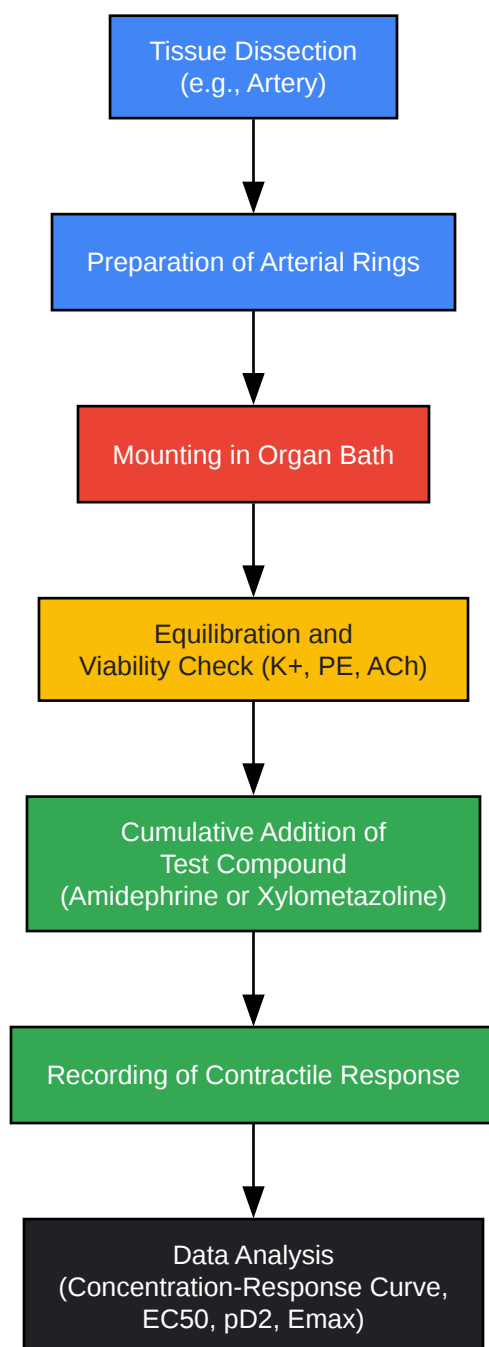 Tissue Dissection
(e.g., Artery)
Preparation of Arterial Rings
Mounting in Organ Bath
Equilibration and
Viability Check (K+, PE, ACh)
Cumulative Addition of
Test Compound
(Amidephrine or Xylometazoline)
Recording of Contractile Response
Data Analysis
(Concentration-Response Curve,
EC50, pD2, Emax)